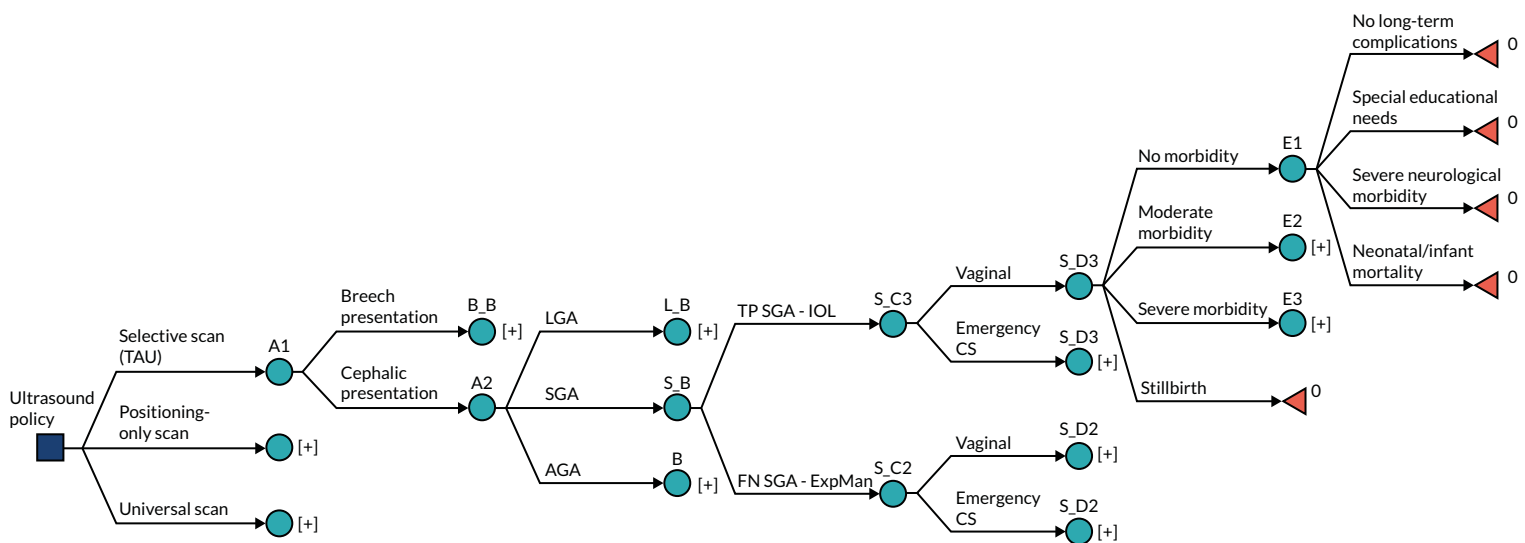 Ultrasound
policy
Selective scan
(TAU)
A1
Positioning-
only scan
[+]
Universal scan
[+]
Breech
presentation
B_B
[+]
Cephalic
presentation
A2
LGA
L_B
[+]
SGA
S_B
AGA
B
[+]
TP SGA - IOL
S_C3
FN SGA - ExpMan
S_C2
Vaginal
S_D3
Emergency
CS
S_D3
[+]
Vaginal
S_D2
[+]
Emergency
CS
S_D2
[+]
No morbidity
E1
Moderate
morbidity
E2
[+]
Severe morbidity
E3
[+]
Stillbirth
0
No long-term
complications
0
Special educational
needs
0
Severe neurological
morbidity
0
Neonatal/infant
mortality
0